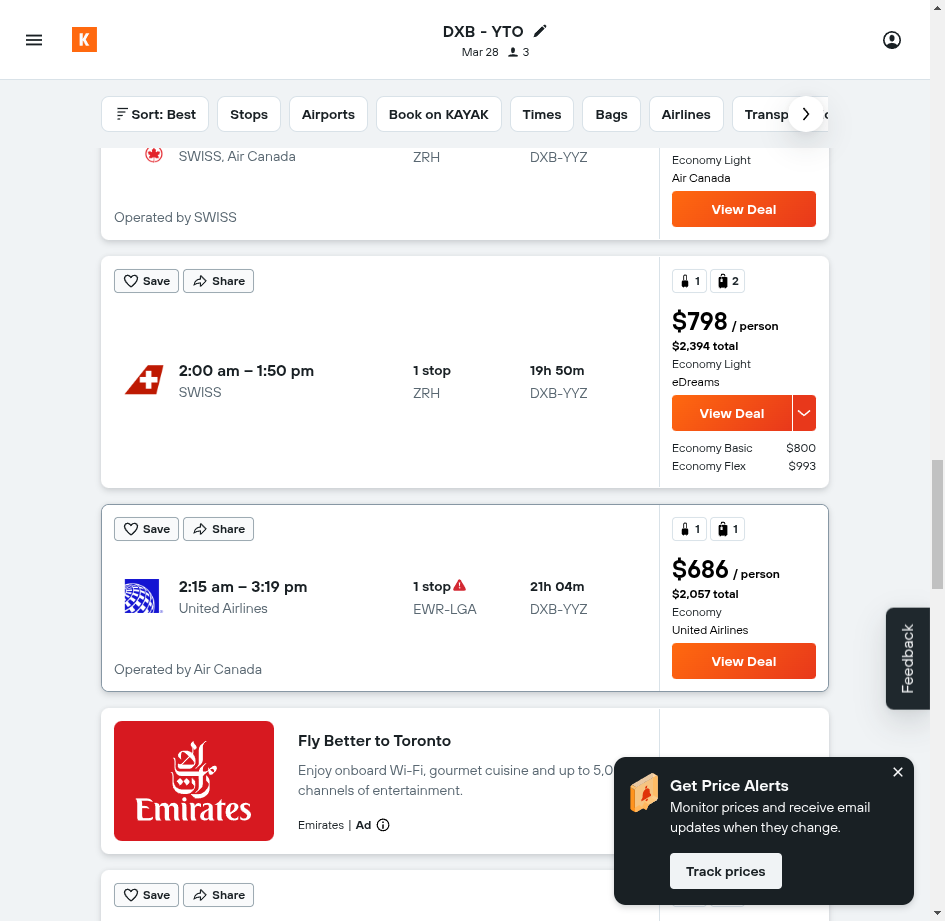 DXB - YTO
Mar 28 3
K
Sort: Best
Stops
Airports
Book on KAYAK
Times
Bags
Airlines
SWISS, Air Canada
ZRH
DXB-YYZ
Operated by SWISS
Economy Light
Air Canada
View Deal
Save
Share
2:00 am – 1:50 pm
SWISS
1 stop
ZRH
19h 50m
DXB-YYZ
1
2
$798 / person
$2,394 total
Economy Light
eDreams
View Deal
Economy Basic $800
Economy Flex $993
Save
Share
2:15 am – 3:19 pm
United Airlines
1 stop
EWR-LGA
21h 04m
DXB-YYZ
Operated by Air Canada
1
1
$686 / person
$2,057 total
Economy
United Airlines
View Deal
Feedback
Emirates
Fly Better to Toronto
Enjoy onboard Wi-Fi, gourmet cuisine and up to 5,0
channels of entertainment.
Emirates | Ad
Get Price Alerts
Monitor prices and receive email
updates when they change.
Track prices
Save
Share